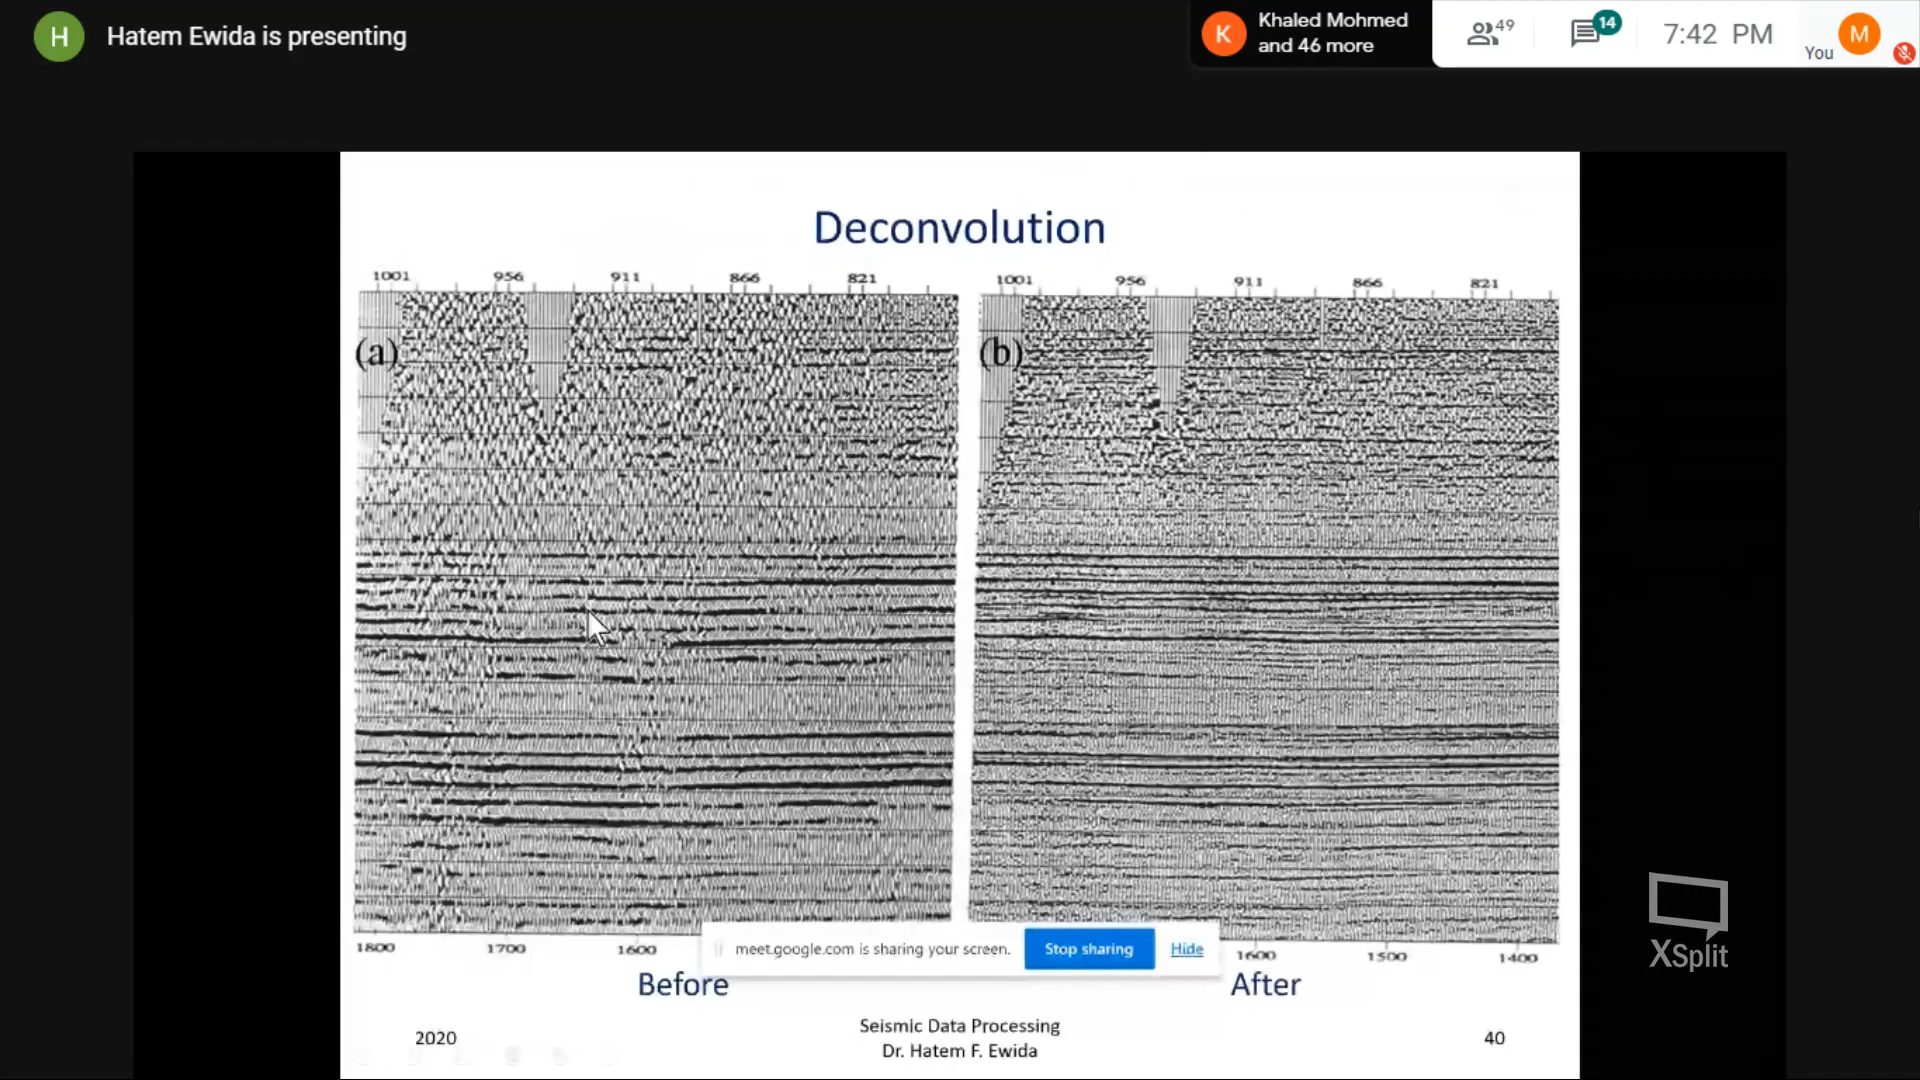 H
Hatem Ewida is presenting
K
Khaled Mohmed
and 46 more
49
14
7:42 PM
You
M
Deconvolution
1001 956 911 866 821
1001 956 911 866 821
(a)
(b)
1800 1700 1600
1600 1500 1400
meet.google.com is sharing your screen.
Stop sharing
Hide
Before
After
XSplit
2020
Seismic Data Processing
Dr. Hatem F. Ewida
40